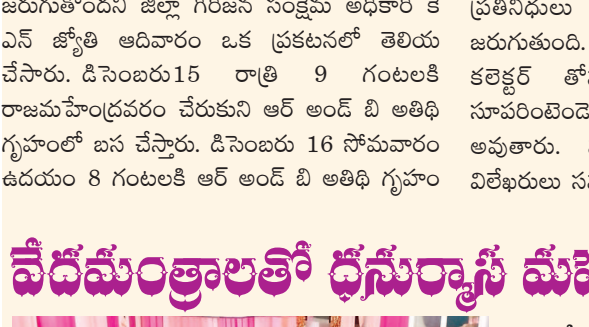 జరుగుతోందని జిల్లా గిరిజన సంక్షేమ అధికారి కె
ఎన్ జ్యోతి ఆదివారం ఒక ప్రకటనలో తెలియ
చేసారు. డిసెంబరు15 రాత్రి 9 గంటలకి
రాజమహేంద్రవరం చేరుకుని ఆర్ అండ్ బి అతిథి
గృహంలో బస చేస్తారు. డిసెంబరు 16 సోమవారం
ఉదయం 8 గంటలకి ఆర్ అండ్ బి అతిథి గృహం
ప్రతినిధులు
జరుగుతుంది.
కలెక్టర్
అవుతారు.
విలేఖరులు
వేదమంత్రాలతో ధనుర్మాస